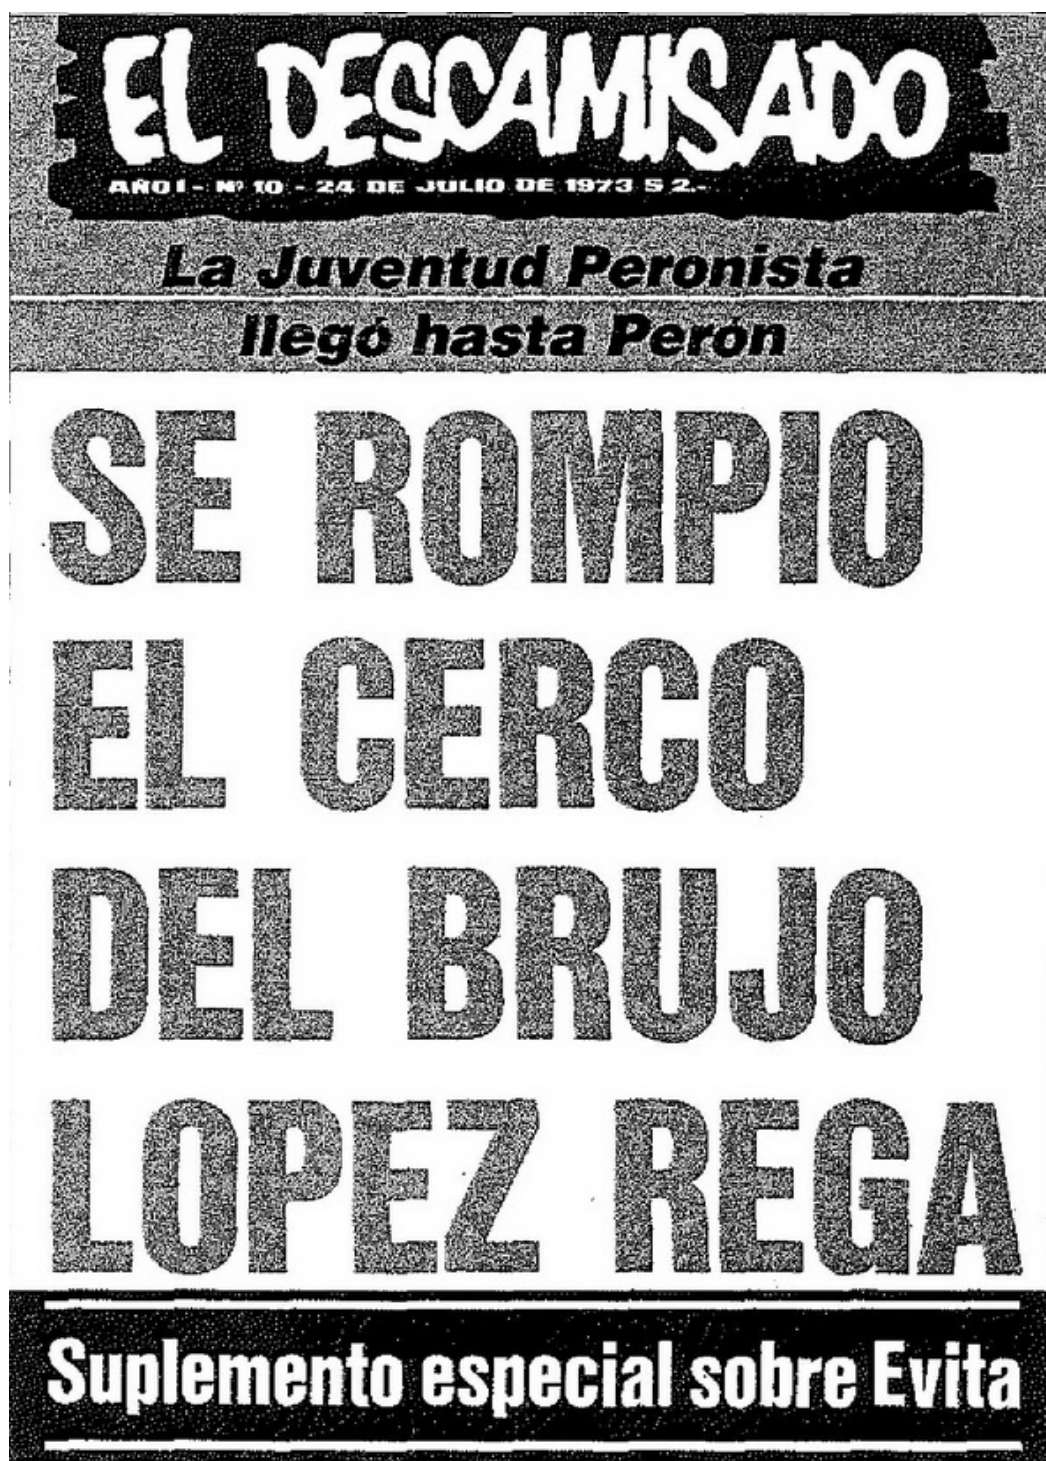 EL DESCAMISADO
AÑO I - Nº 10 - 24 DE JULIO DE 1973 $ 2.-
La Juventud Peronista
llegó hasta Perón
SE ROMPIO
EL CERCO
DEL BRUJO
LOPEZ REGA
Suplemento especial sobre Evita